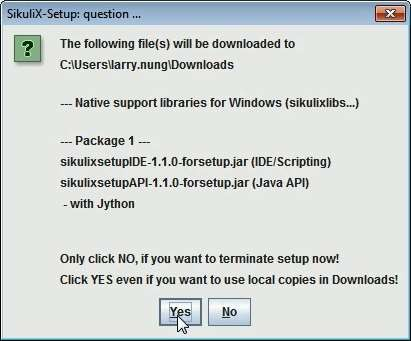 SikuliX-Setup: question ...
?
The following file(s) will be downloaded to
C:\Users\larry.nung\Downloads
--- Native support libraries for Windows (sikulixlibs...)
--- Package 1 ---
sikulixsetupIDE-1.1.0-forsetup.jar (IDE/Scripting)
sikulixsetupAPI-1.1.0-forsetup.jar (Java API)
- with Jython
Only click NO, if you want to terminate setup now!
Click YES even if you want to use local copies in Downloads!
Yes No